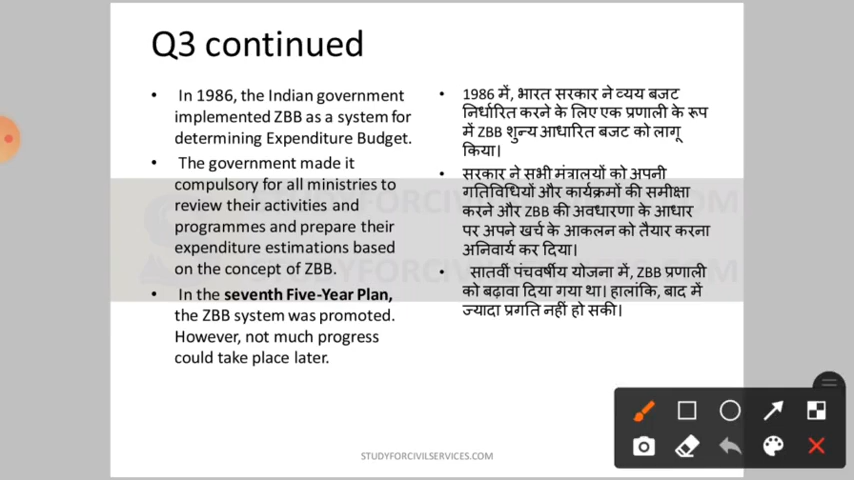 Q3 continued
• In 1986, the Indian government
implemented ZBB as a system for
determining Expenditure Budget.
• The government made it
compulsory for all ministries to
review their activities and
programmes and prepare their
expenditure estimations based
on the concept of ZBB.
• In the seventh Five-Year Plan,
the ZBB system was promoted.
However, not much progress
could take place later.
• 1986 में, भारत सरकार ने व्यय बजट
निर्धारित करने के लिए एक प्रणाली के रूप
में ZBB शुन्य आधारित बजट को लागू
किया।
• सरकार ने सभी मंत्रालयों को अपनी
गतिविधियों और कार्यक्रमों की समीक्षा
करने और ZBB की अवधारणा के आधार
पर अपने खर्च के आकलन को तैयार करना
अनिवार्य कर दिया।
• सातवीं पंचवर्षीय योजना में, ZBB प्रणाली
को बढ़ावा दिया गया था। हालांकि, बाद में
ज्यादा प्रगति नहीं हो सकी।
STUDYFORCIVILSERVICES.COM